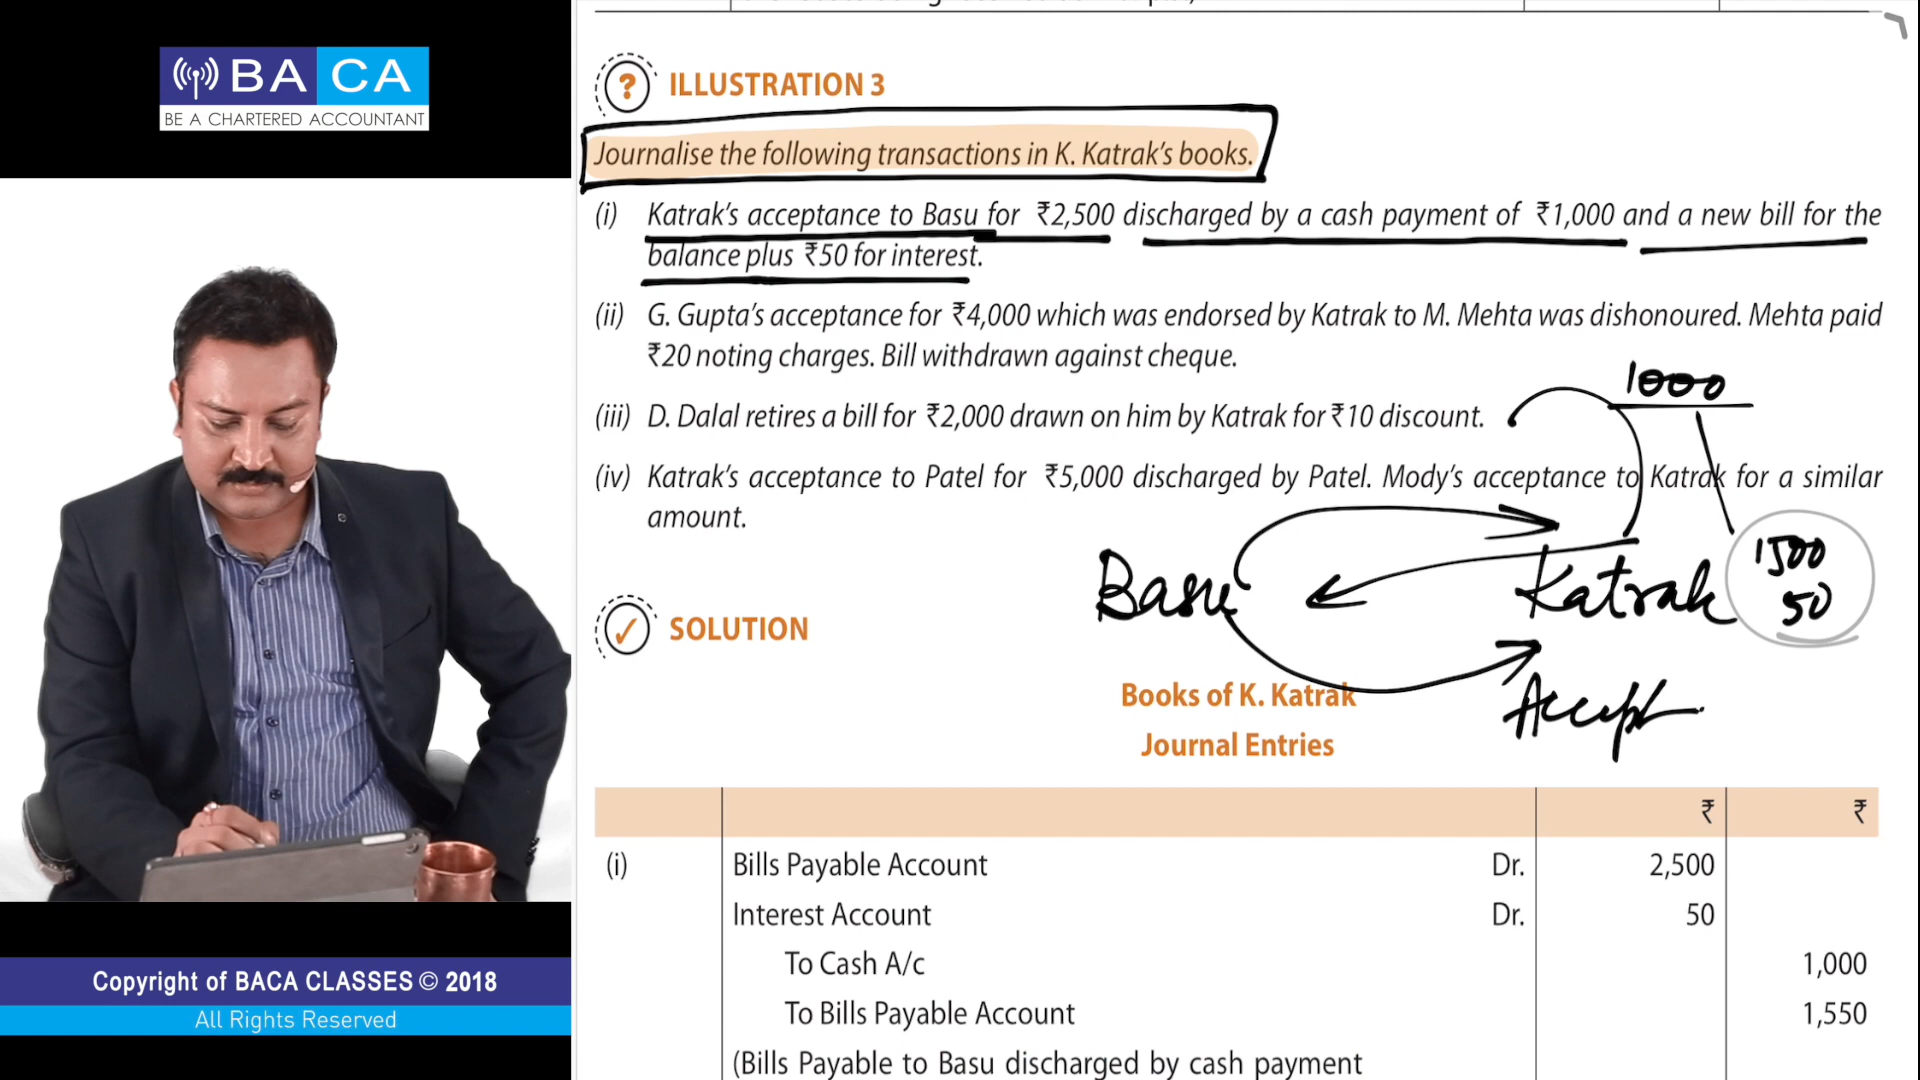 BA CA
BE A CHARTERED ACCOUNTANT
? ILLUSTRATION 3
Journalise the following transactions in K. Katrak's books.
(i) Katrak's acceptance to Basu for ₹2,500 discharged by a cash payment of ₹1,000 and a new bill for the
balance plus ₹50 for interest.
(ii) G. Gupta's acceptance for ₹4,000 which was endorsed by Katrak to M. Mehta was dishonoured. Mehta paid
₹20 noting charges. Bill withdrawn against cheque.
1000
(iii) D. Dalal retires a bill for ₹2,000 drawn on him by Katrak for ₹10 discount.
(iv) Katrak's acceptance to Patel for ₹5,000 discharged by Patel. Mody's acceptance to Katrak for a similar
amount.
Basu Katrak 1500
50
Accept
SOLUTION
Books of K. Katrak
Journal Entries
₹ ₹
(i) Bills Payable Account Dr. 2,500
Interest Account Dr. 50
To Cash A/c 1,000
To Bills Payable Account 1,550
(Bills Payable to Basu discharged by cash payment
Copyright of BACA CLASSES © 2018
All Rights Reserved